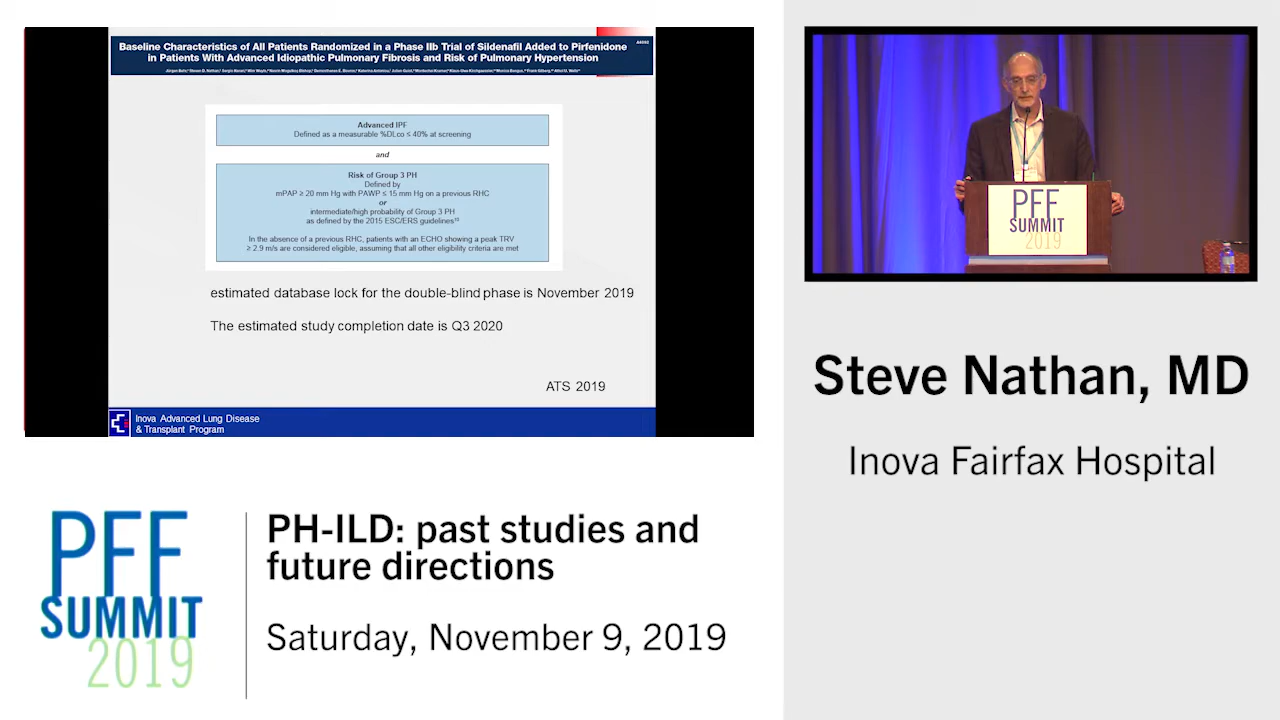 Baseline Characteristics of All Patients Randomized in a Phase IIb Trial of Sildenafil Added to Pirfenidone
in Patients With Advanced Idiopathic Pulmonary Fibrosis and Risk of Pulmonary Hypertension
Advanced IPF
Defined as a measurable %DLco ≤ 40% at screening
and
Risk of Group 3 PH
Defined by
mPAP ≥ 20 mm Hg with PAWP ≤ 15 mm Hg on a previous RHC
or
intermediate/high probability of Group 3 PH
as defined by the 2015 ESC/ERS guidelines
In the absence of a previous RHC, patients with an ECHO showing a peak TRV
≥ 2.9 m/s are considered eligible, assuming that all other eligibility criteria are met
estimated database lock for the double-blind phase is November 2019
The estimated study completion date is Q3 2020
ATS 2019
Inova Advanced Lung Disease
& Transplant Program
PFF
SUMMIT
2019
Steve Nathan, MD
Inova Fairfax Hospital
PFF
SUMMIT
2019
PH-ILD: past studies and
future directions
Saturday, November 9, 2019